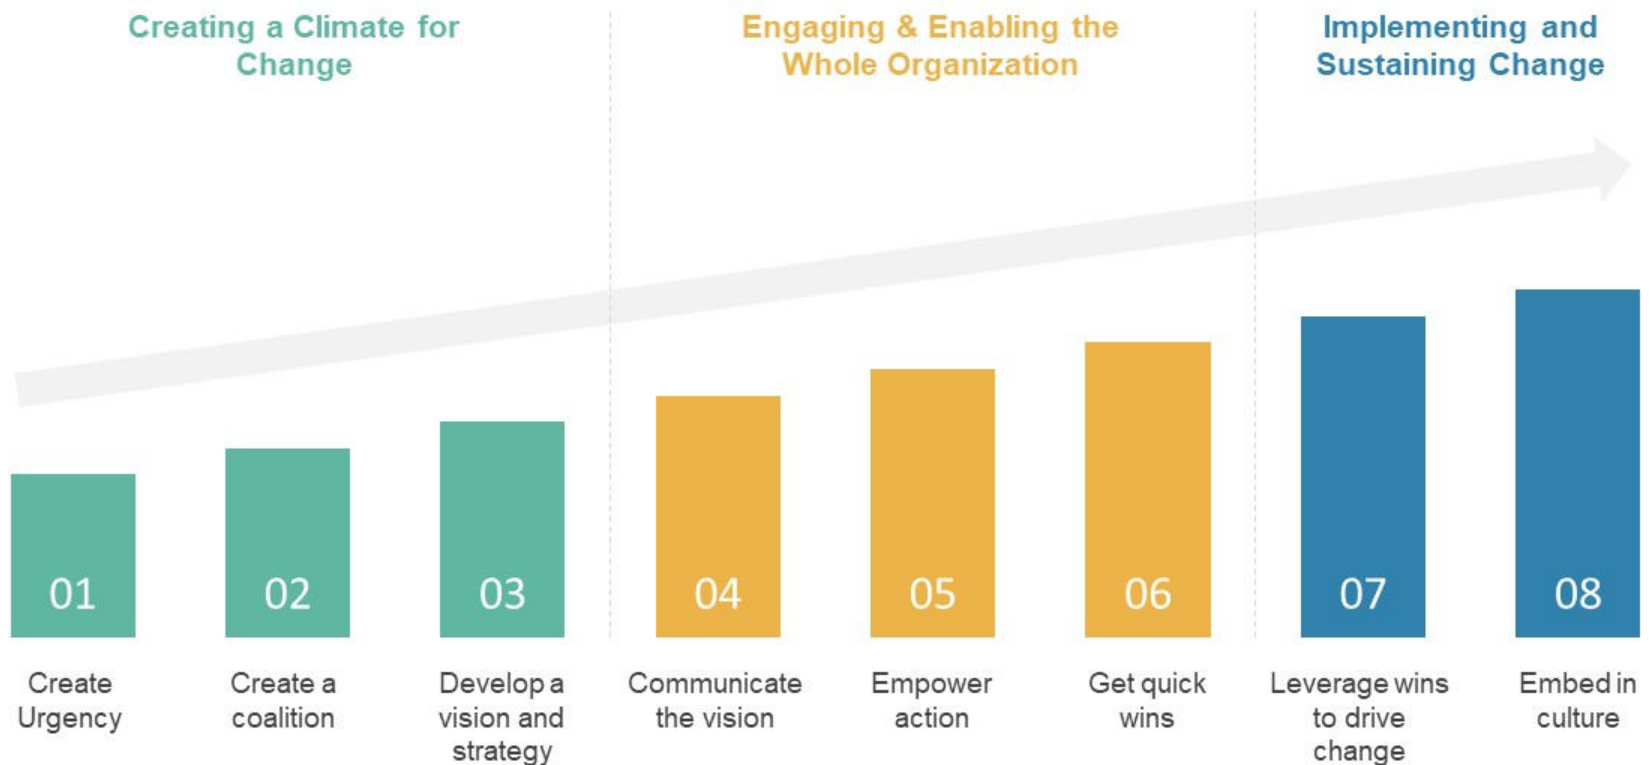 Creating a Climate for
Change
Engaging & Enabling the
Whole Organization
Implementing and
Sustaining Change
01
02
03
04
05
06
07
08
Create
Urgency
Create a
coalition
Develop a
vision and
strategy
Communicate
the vision
Empower
action
Get quick
wins
Leverage wins
to drive
change
Embed in
culture